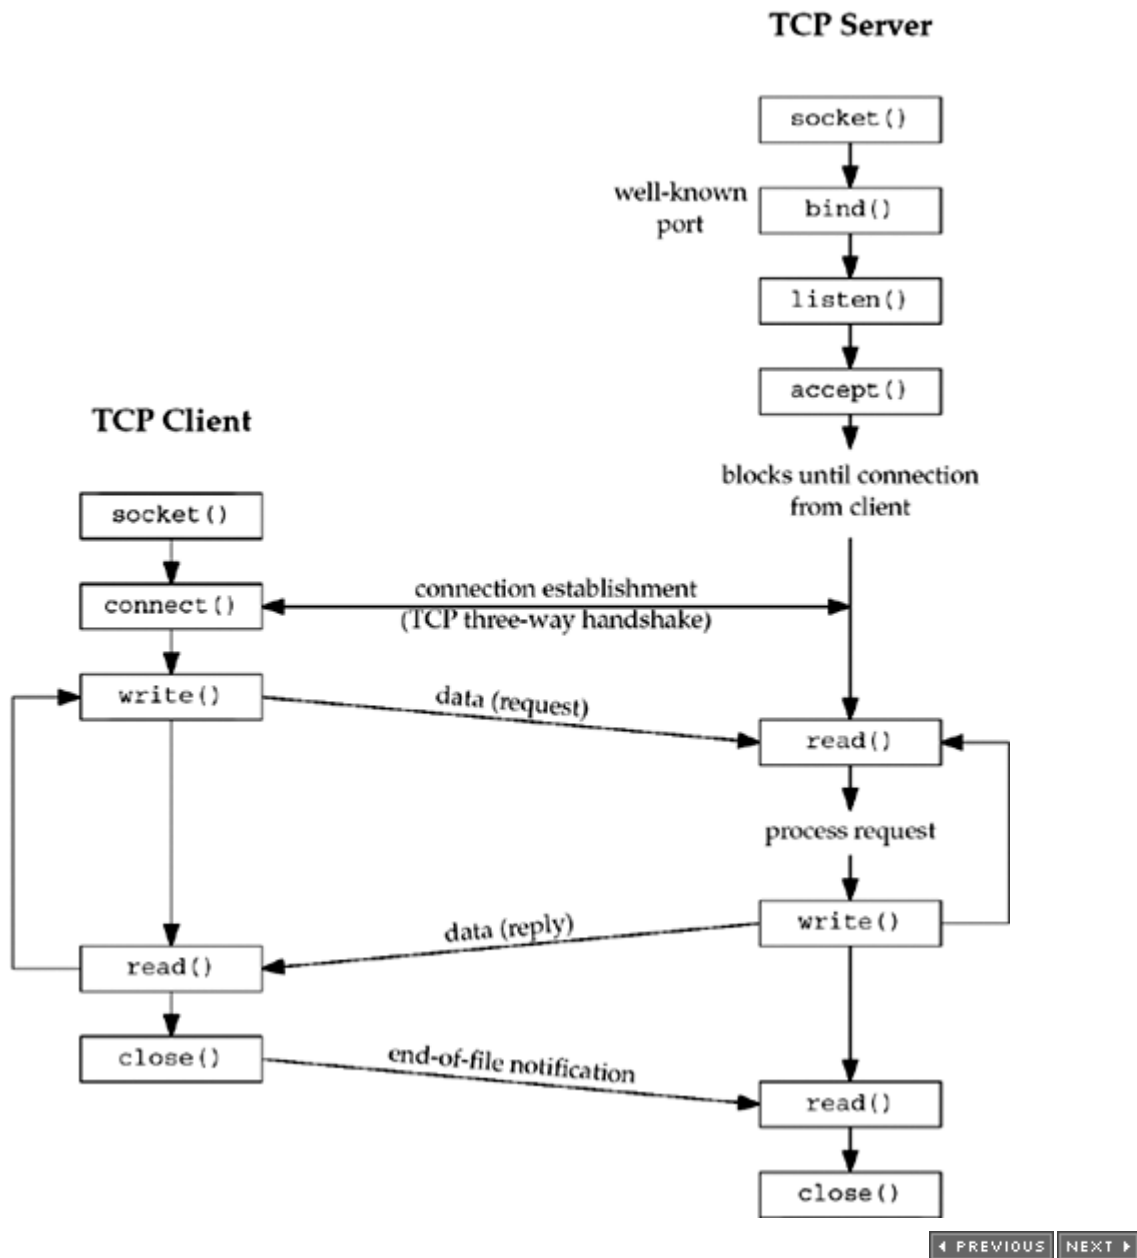 TCP Server
socket()
well-known
port
bind()
listen()
accept()
blocks until connection
from client
TCP Client
socket()
connect()
connection establishment
(TCP three-way handshake)
write()
data (request)
read()
process request
write()
data (reply)
read()
close()
end-of-file notification
read()
close()
PREVIOUS
NEXT